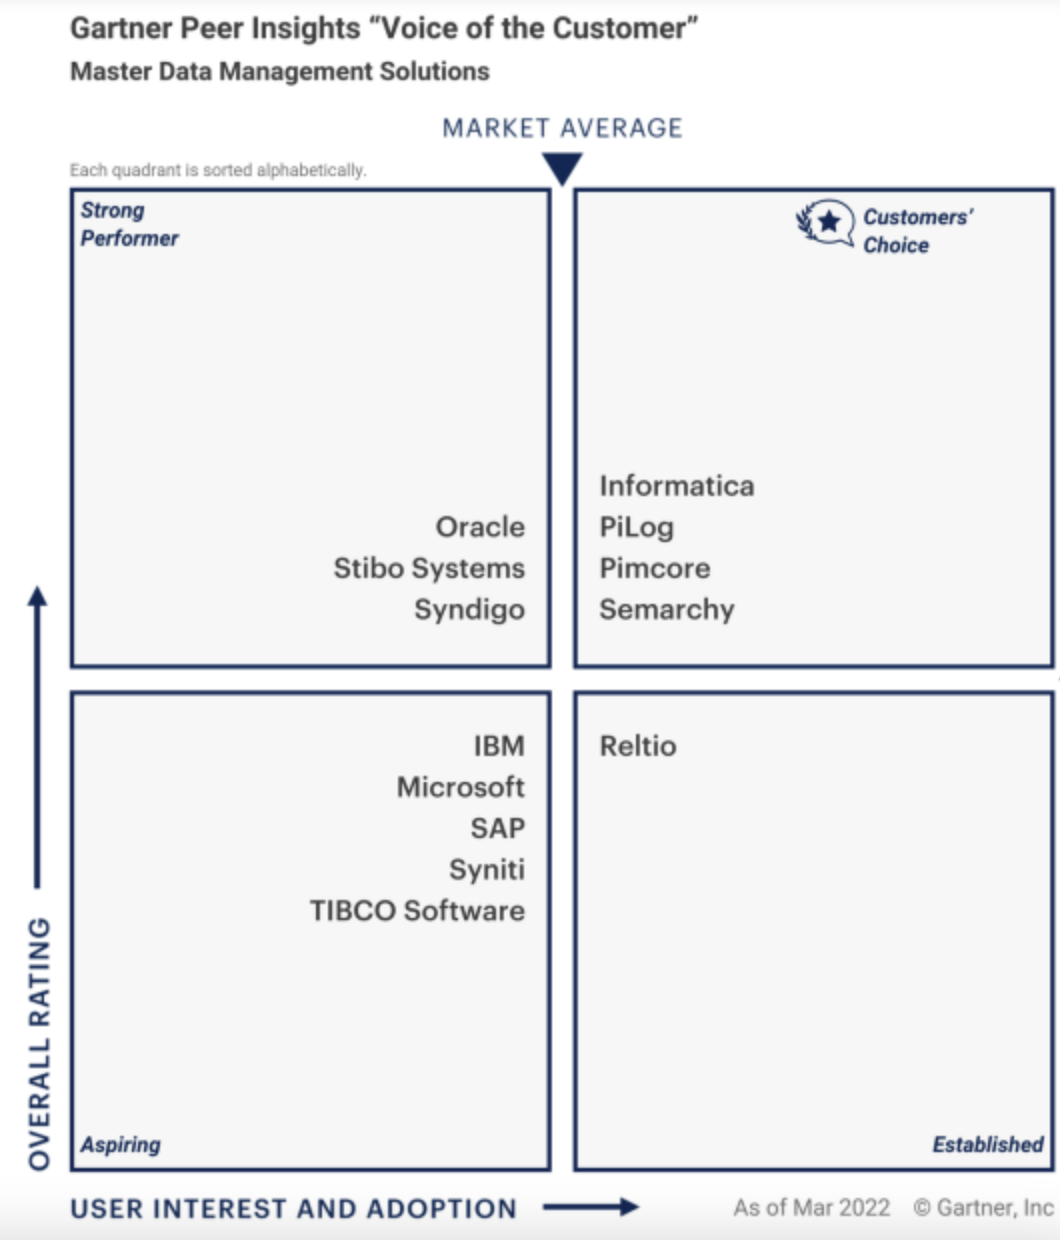 Gartner Peer Insights “Voice of the Customer”
Master Data Management Solutions
MARKET AVERAGE
Each quadrant is sorted alphabetically.
Strong
Performer
Oracle
Stibo Systems
Syndigo
Customers’
Choice
Informatica
PiLog
Pimcore
Semarchy
IBM
Microsoft
SAP
Syniti
TIBCO Software
Aspiring
Reltio
Established
OVERALL RATING
USER INTEREST AND ADOPTION
As of Mar 2022 © Gartner, Inc